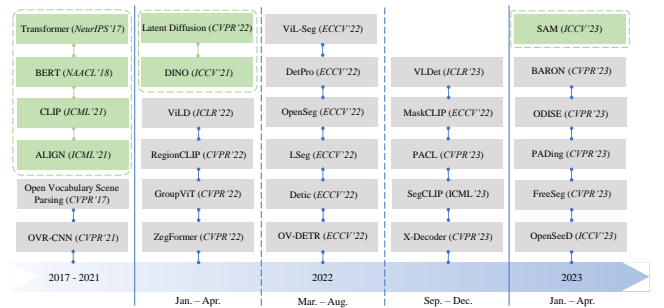 Transformer (NeurIPS'17)
BERT (NAACL'18)
CLIP (ICML'21)
ALIGN (ICML'21)
Open Vocabulary Scene
Parsing (CVPR'17)
OVR-CNN (CVPR'21)
Latent Diffusion (CVPR'22)
DINO (ICCV'21)
ViLD (ICLR'22)
RegionCLIP (CVPR'22)
GroupViT (CVPR'22)
ZegFormer (CVPR'22)
ViL-Seg (ECCV'22)
DetPro (ECCV'22)
OpenSeg (ECCV'22)
LSeg (ECCV'22)
Detic (ECCV'22)
OV-DETR (ECCV'22)
VLDet (ICLR'23)
MaskCLIP (ECCV'22)
PACL (CVPR'23)
SegCLIP (ICML'23)
X-Decoder (CVPR'23)
SAM (ICCV'23)
BARON (CVPR'23)
ODISE (CVPR'23)
PADing (CVPR'23)
FreeSeg (CVPR'23)
OpenSeeD (ICCV'23)
2017 - 2021
2022
2023
Jan. – Apr.
Mar. – Aug.
Sep. – Dec.
Jan. – Apr.